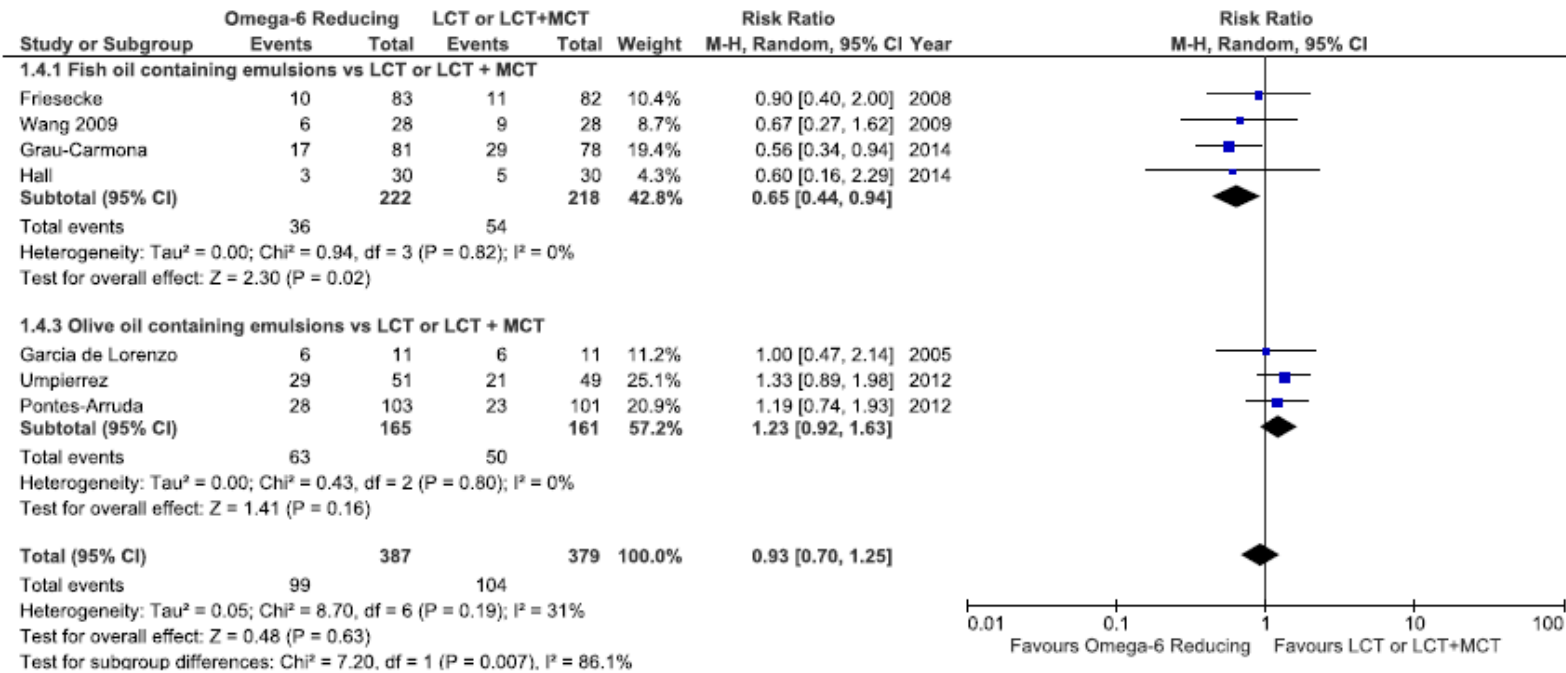 Omega-6 Reducing LCT or LCT+MCT Risk Ratio Risk Ratio
Study or Subgroup Events Total Events Total Weight M-H, Random, 95% CI Year M-H, Random, 95% CI
1.4.1 Fish oil containing emulsions vs LCT or LCT + MCT
Friesecke 10 83 11 82 10.4% 0.90 [0.40, 2.00] 2008
Wang 2009 6 28 9 28 8.7% 0.67 [0.27, 1.62] 2009
Grau-Carmona 17 81 29 78 19.4% 0.56 [0.34, 0.94] 2014
Hall 3 30 5 30 4.3% 0.60 [0.16, 2.29] 2014
Subtotal (95% CI) 222 218 42.8% 0.65 [0.44, 0.94]
Total events 36 54
Heterogeneity: Tau² = 0.00; Chi² = 0.94, df = 3 (P = 0.82); I² = 0%
Test for overall effect: Z = 2.30 (P = 0.02)
1.4.3 Olive oil containing emulsions vs LCT or LCT + MCT
Garcia de Lorenzo 6 11 6 11 11.2% 1.00 [0.47, 2.14] 2005
Umpierrez 29 51 21 49 25.1% 1.33 [0.89, 1.98] 2012
Pontes-Arruda 28 103 23 101 20.9% 1.19 [0.74, 1.93] 2012
Subtotal (95% CI) 165 161 57.2% 1.23 [0.92, 1.63]
Total events 63 50
Heterogeneity: Tau² = 0.00; Chi² = 0.43, df = 2 (P = 0.80); I² = 0%
Test for overall effect: Z = 1.41 (P = 0.16)
Total (95% CI) 387 379 100.0% 0.93 [0.70, 1.25]
Total events 99 104
Heterogeneity: Tau² = 0.05; Chi² = 8.70, df = 6 (P = 0.19); I² = 31%
Test for overall effect: Z = 0.48 (P = 0.63)
Test for subgroup differences: Chi² = 7.20, df = 1 (P = 0.007), I² = 86.1%
0.01 0.1 1 10 100
Favours Omega-6 Reducing Favours LCT or LCT+MCT